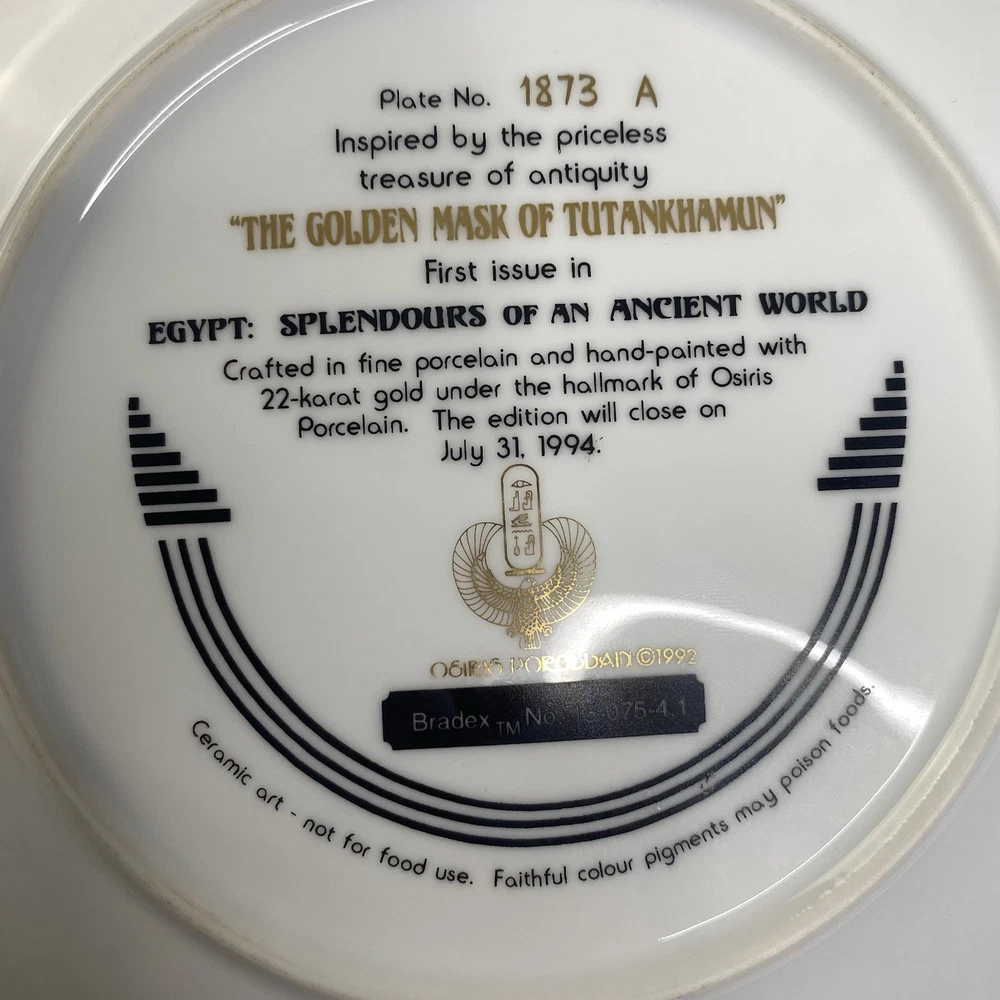 Plate No. 1873 A
Inspired by the priceless
treasure of antiquity
“THE GOLDEN MASK OF TUTANKHAMUN”
First issue in
EGYPT: SPLENDOURS OF AN ANCIENT WORLD
Crafted in fine porcelain and hand-painted with
22-karat gold under the hallmark of Osiris
Porcelain. The edition will close on
July 31, 1994.
OSIRIS PORCELAIN ©1992
Bradex TM No. -075-4.1
Ceramic art - not for food use. Faithful colour pigments may poison foods.